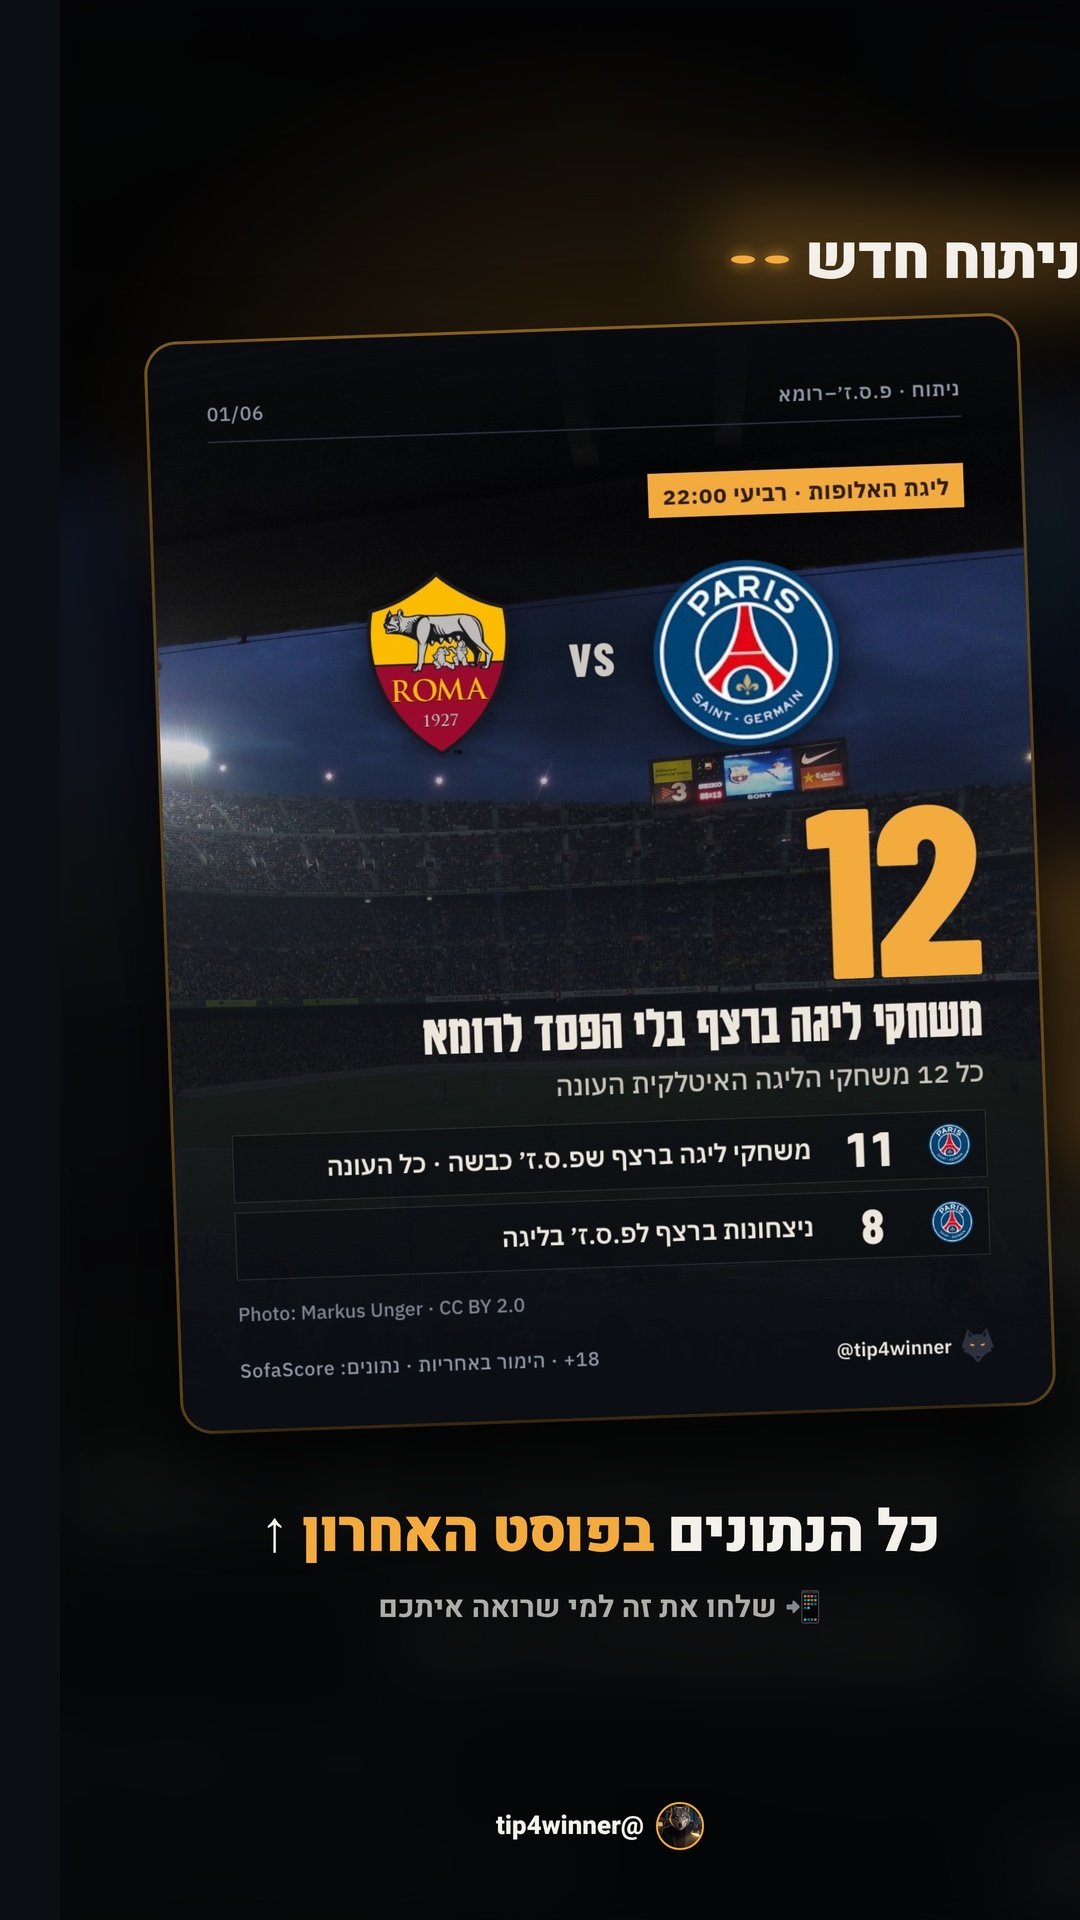 ניתוח חדש
ניתוח · פ.ס.ז׳–רומא
01/06
ליגת האלופות · רביעי 22:00
PARIS
SAINT-GERMAIN
VS
ROMA
1927
12
משחקי ליגה ברצף בלי הפסד לרומא
כל 12 משחקי הליגה האיטלקית העונה
11 משחקי ליגה ברצף שפ.ס.ז׳ כבשה · כל העונה
8 ניצחונות ברצף לפ.ס.ז׳ בליגה
Photo: Markus Unger · CC BY 2.0
@tip4winner
18+ · הימור באחריות · נתונים: SofaScore
כל הנתונים בפוסט האחרון ↑
📲 שלחו את זה למי שרואה איתכם
tip4winner@